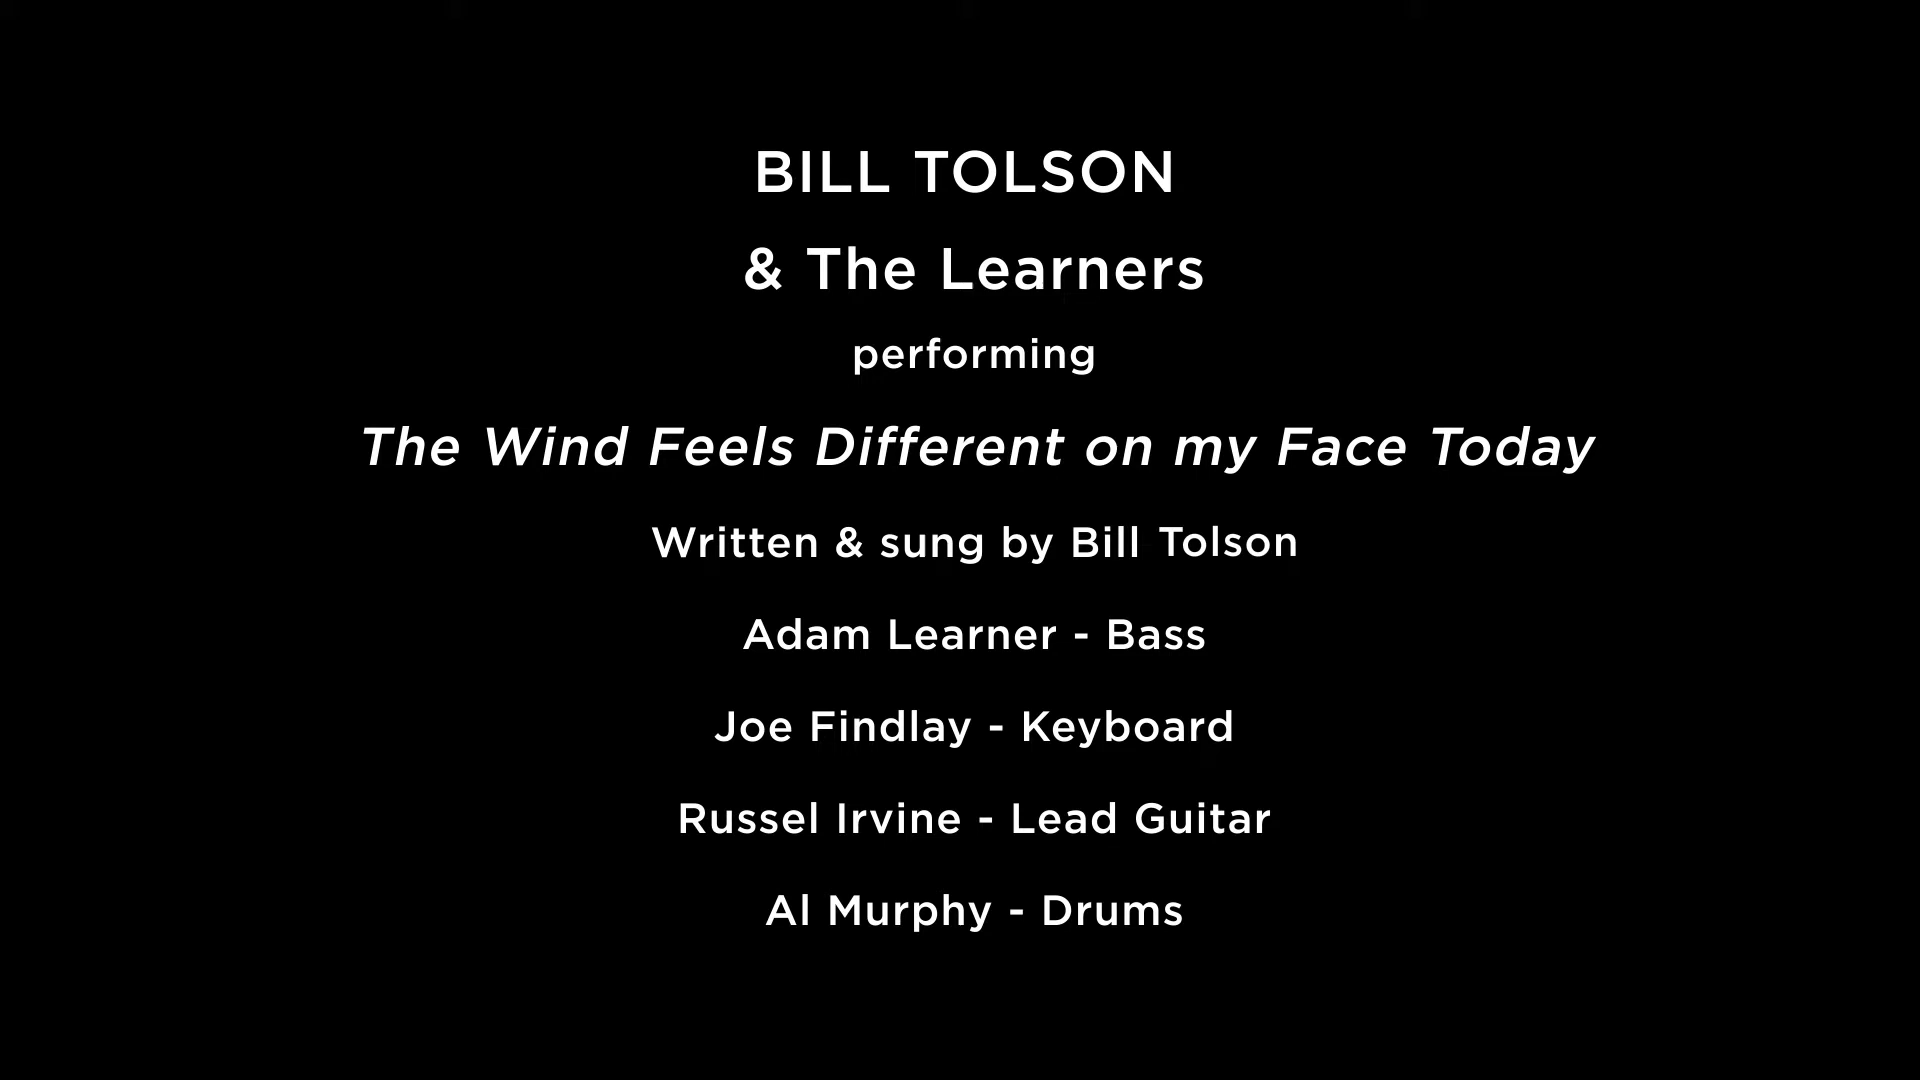 BILL TOLSON
& The Learners
performing
The Wind Feels Different on my Face Today
Written & sung by Bill Tolson
Adam Learner - Bass
Joe Findlay - Keyboard
Russel Irvine - Lead Guitar
Al Murphy - Drums